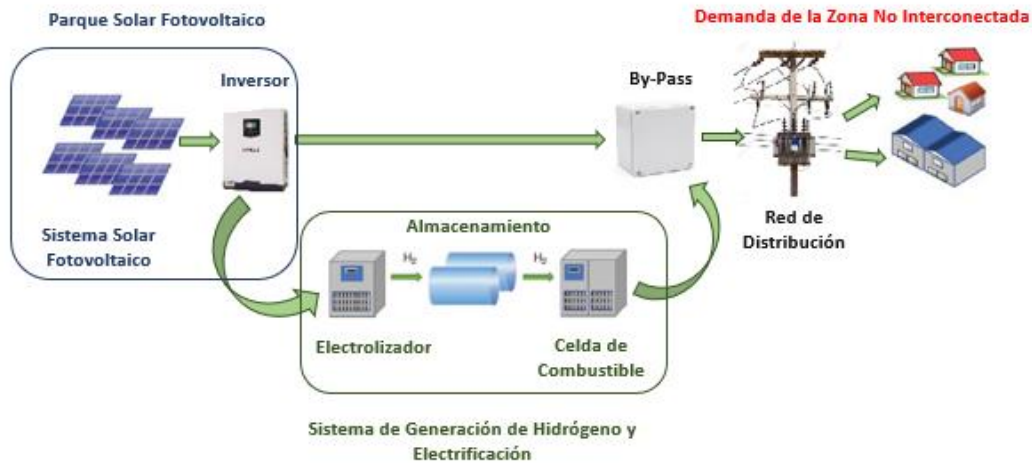 Parque Solar Fotovoltaico
Demanda de la Zona No Interconectada
Inversor
By-Pass
Sistema Solar
Fotovoltaico
Almacenamiento
Red de
Distribución
H₂
H₂
Electrolizador
Celda de
Combustible
Sistema de Generación de Hidrógeno y
Electrificación